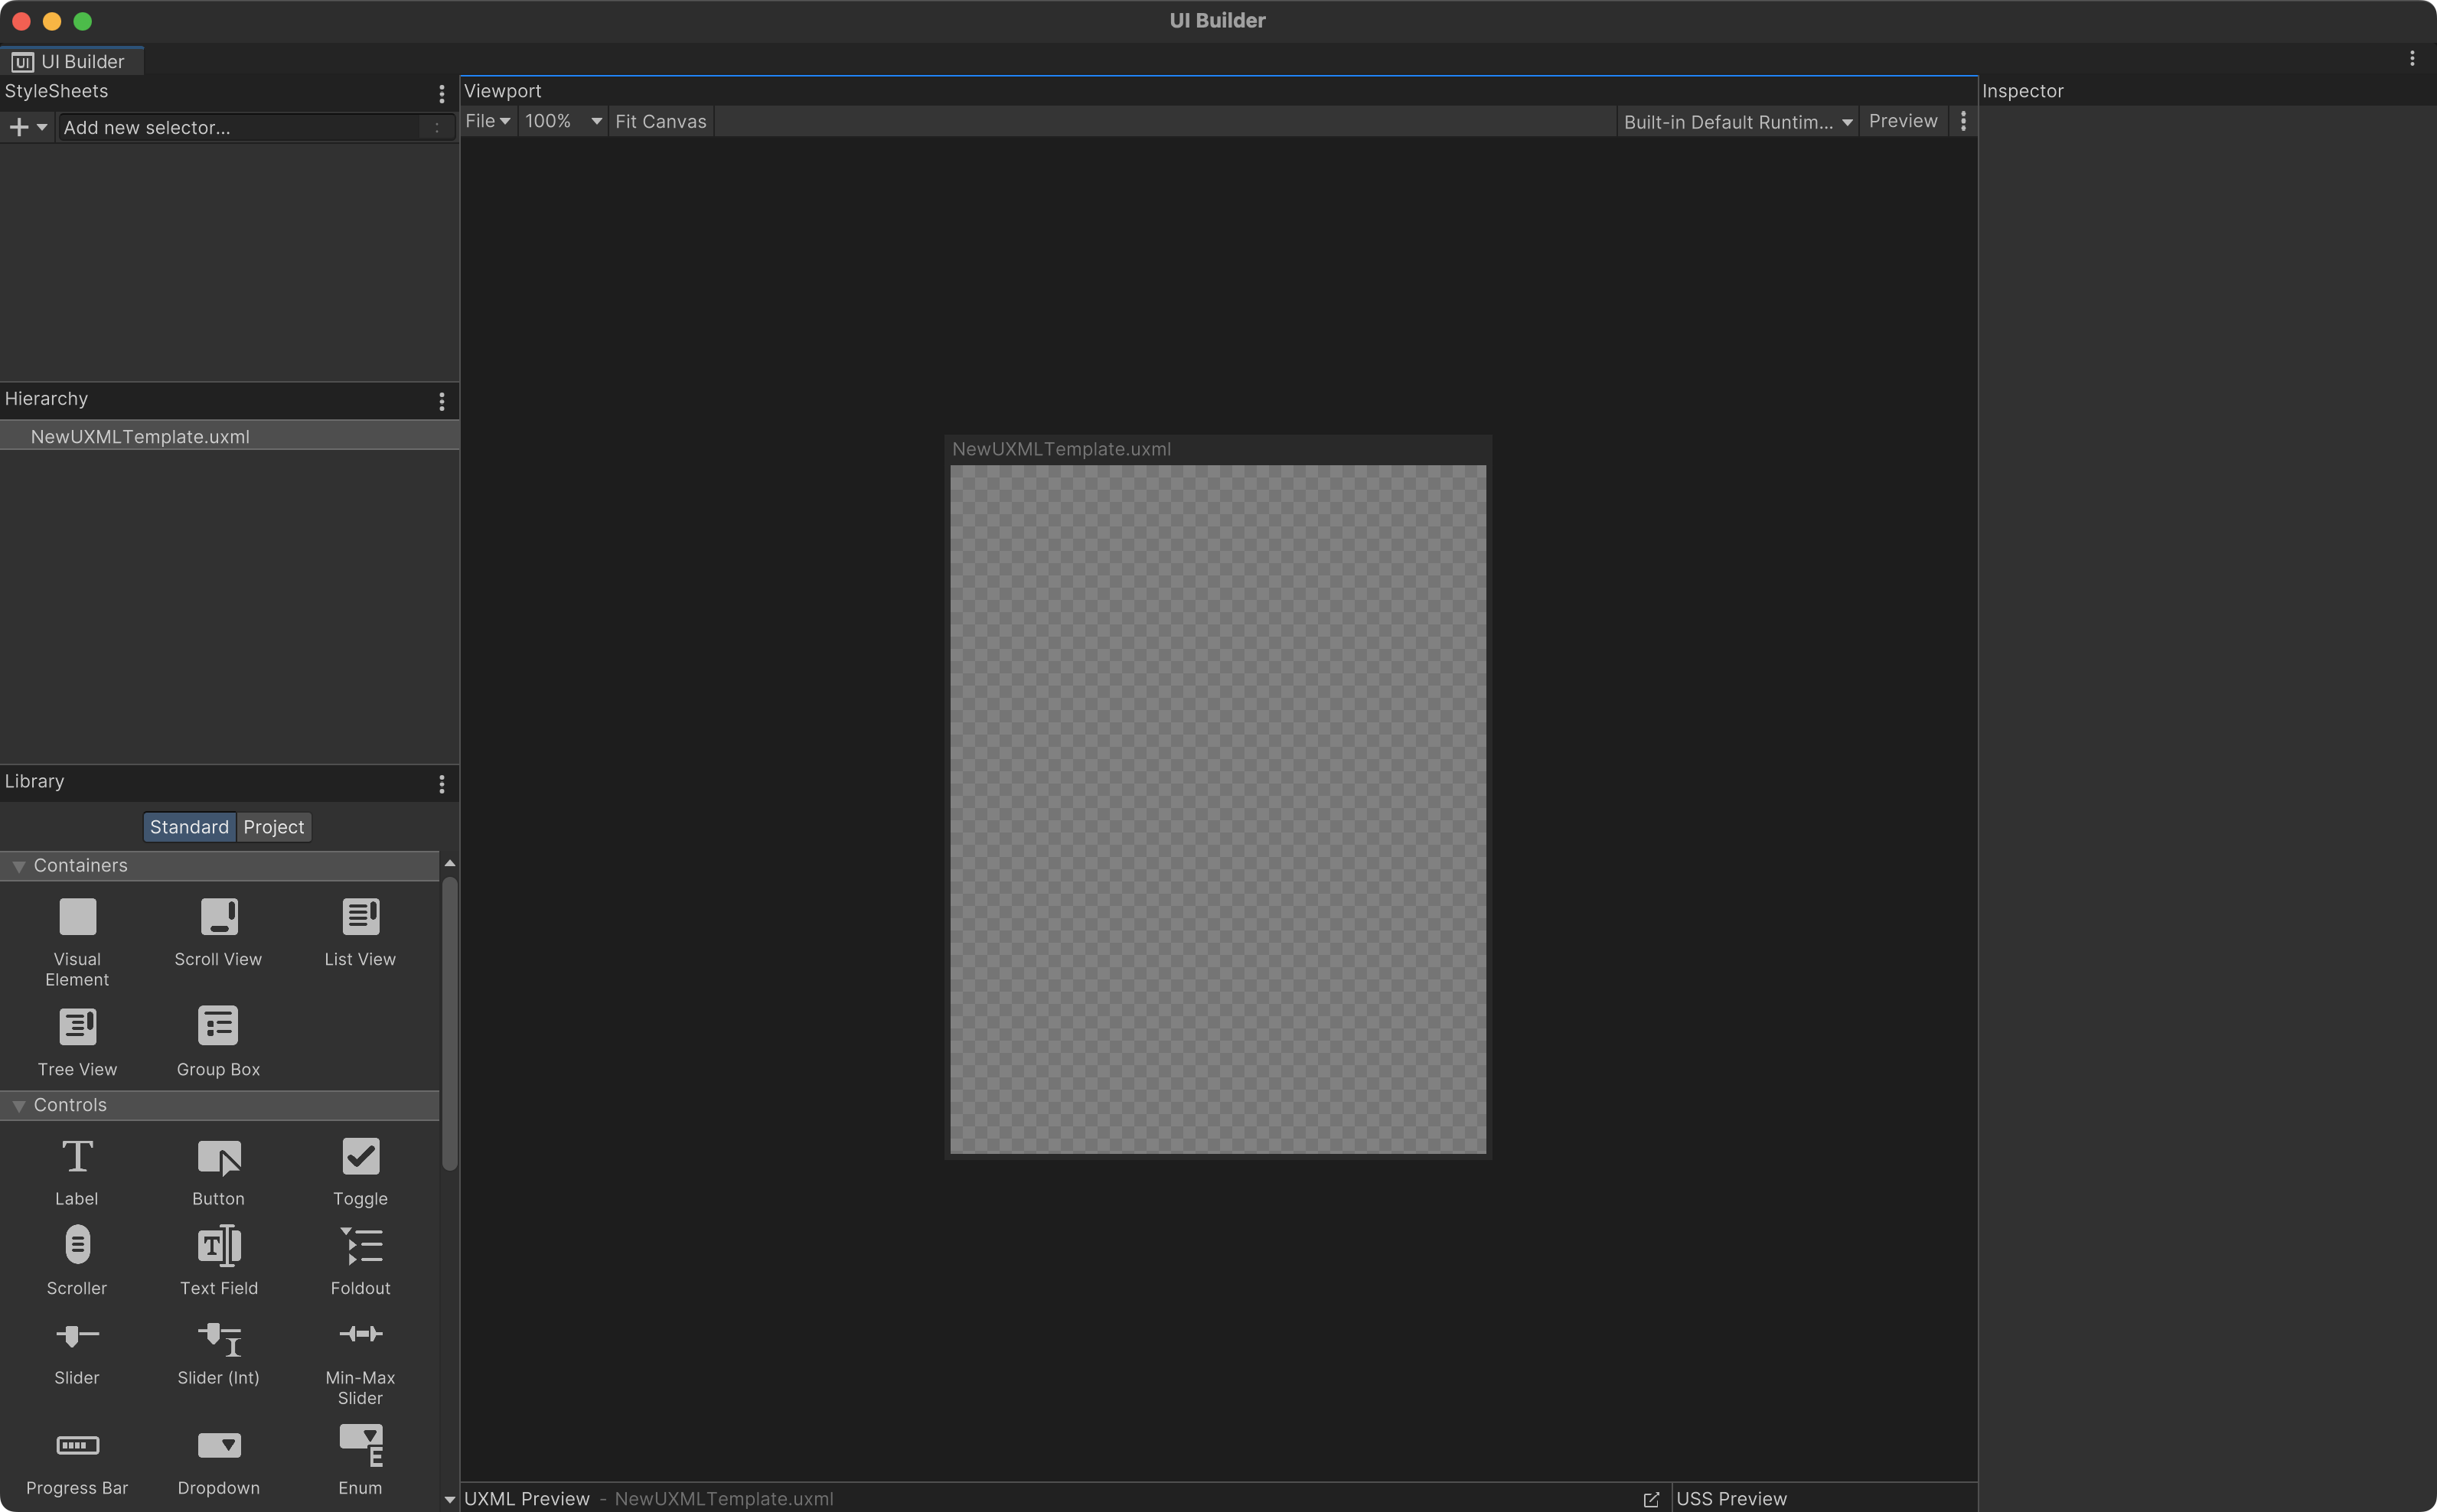 UI Builder
UI Builder
StyleSheets
Add new selector...
Hierarchy
NewUXMLTemplate.uxml
Library
Standard
Project
Containers
Visual Element
Scroll View
List View
Tree View
Group Box
Controls
Label
Button
Toggle
Scroller
Text Field
Foldout
Slider
Slider (Int)
Min-Max Slider
Progress Bar
Dropdown
Enum
Viewport
File
100%
Fit Canvas
Built-in Default Runtim...
Preview
NewUXMLTemplate.uxml
UXML Preview - NewUXMLTemplate.uxml
USS Preview
Inspector